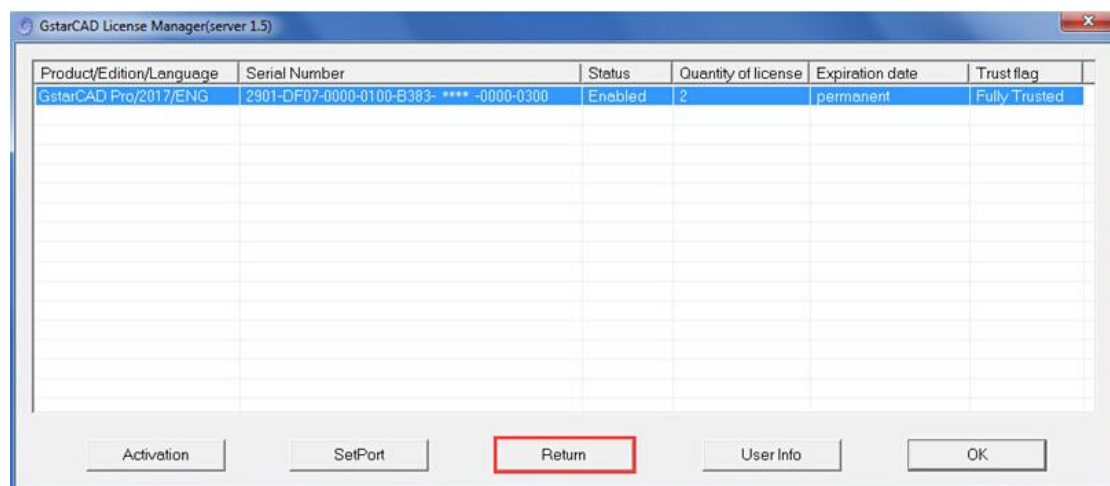 GstarCAD License Manager(server 1.5)
Product/Edition/Language Serial Number Status Quantity of license Expiration date Trust flag
GstarCAD Pro/2017/ENG 2901-DF07-0000-0100-B383- **** -0000-0300 Enabled 2 permanent Fully Trusted
Activation SetPort Return User Info OK